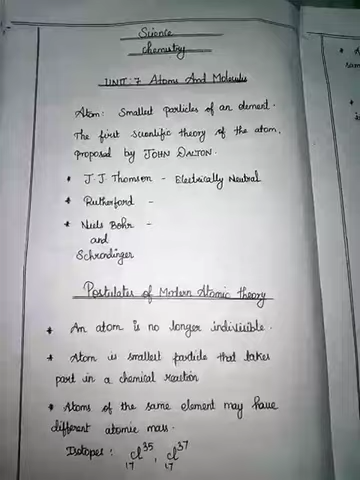 Science
Chemistry
UNIT: 7 Atoms And Molecules
Atom: Smallest particles of an element.
The first scientific theory of the atom,
proposed by JOHN DALTON.
* J.J. Thomson - Electrically Neutral
* Rutherford -
* Niels Bohr -
and
Schrondinger
Postulates of Modern Atomic theory
* An atom is no longer indivisible.
* Atom is smallest particle that takes
part in a chemical reaction
* Atoms of the same element may have
different atomic mass.
Isotopes: ₁₇Cl³⁵, ₁₇Cl³⁷